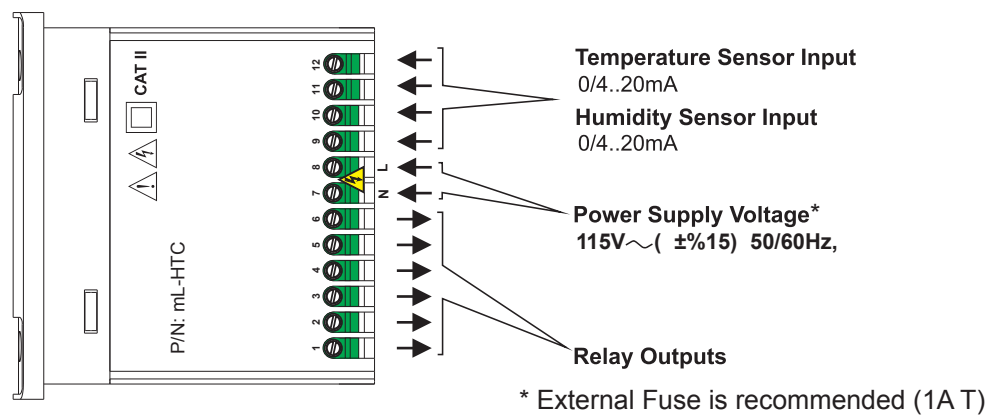 CAT II
P/N: mL-HTC
12
11
10
9
8
7
6
5
4
3
2
1
L
N
Temperature Sensor Input
0/4..20mA
Humidity Sensor Input
0/4..20mA
Power Supply Voltage*
115V～( ±%15) 50/60Hz,
Relay Outputs
* External Fuse is recommended (1A T)